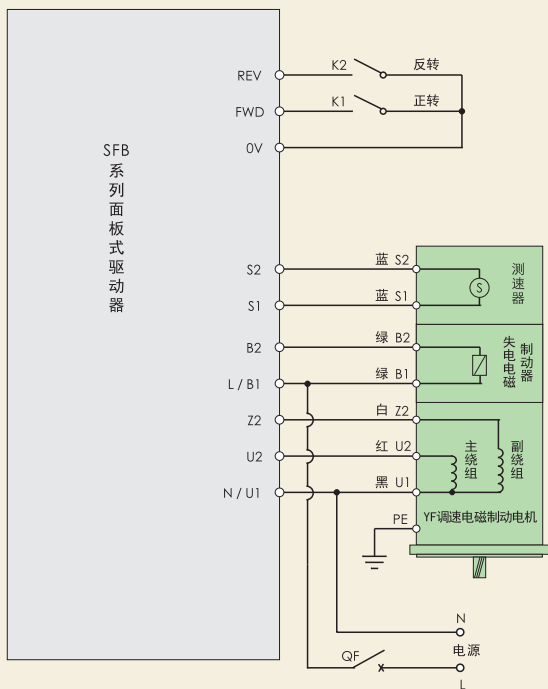 K2 反转
REV
K1 正转
FWD
SFB
系列面板式驱动器
0V
S2 蓝 S2
测速器
S
S1 蓝 S1
B2 绿 B2
失电电磁
制动器
L / B1 绿 B1
Z2 白 Z2
U2 红 U2
主绕组
副绕组
N / U1 黑 U1
PE
YF调速电磁制动电机
N
电源
QF
L